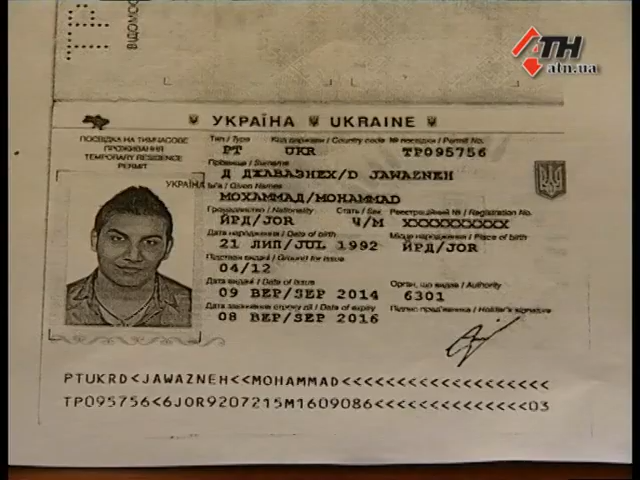 ВІДОМОС
АТН
atn.ua
УКРАЇНА UKRAINE
ПОСВІДКА НА ТИМЧАСОВЕ
ПРОЖИВАННЯ
TEMPORARY RESIDENCE
PERMIT
Тип / Type Код держави / Country code № посвідки / Permit No.
PT UKR TP095756
Прізвище / Surname
Д ДЖАВАЗНЕХ/D JAWAZNEH
УКРАЇНА Ім'я / Given Names
МОХАММАД/MOHAMMAD
Громадянство / Nationality Стать / Sex Реєстраційний № / Registration No.
ЙРД/JOR Ч/M XXXXXXXXXX
Дата народження / Date of birth Місце народження / Place of birth
21 ЛИП/JUL 1992 ЙРД/JOR
Підстави видачі / Ground for issue
04/12
Дата видачі / Date of issue Орган, що видав / Authority
09 ВЕР/SEP 2014 6301
Дата закінчення строку дії / Date of expiry Підпис пред'явника / Holder's signature
08 ВЕР/SEP 2016
PTUKRD<JAWAZNEH<<MOHAMMAD<<<<<<<<<<<<<<<<<<<
TP095756<6JOR9207215M1609086<<<<<<<<<<<<<<03